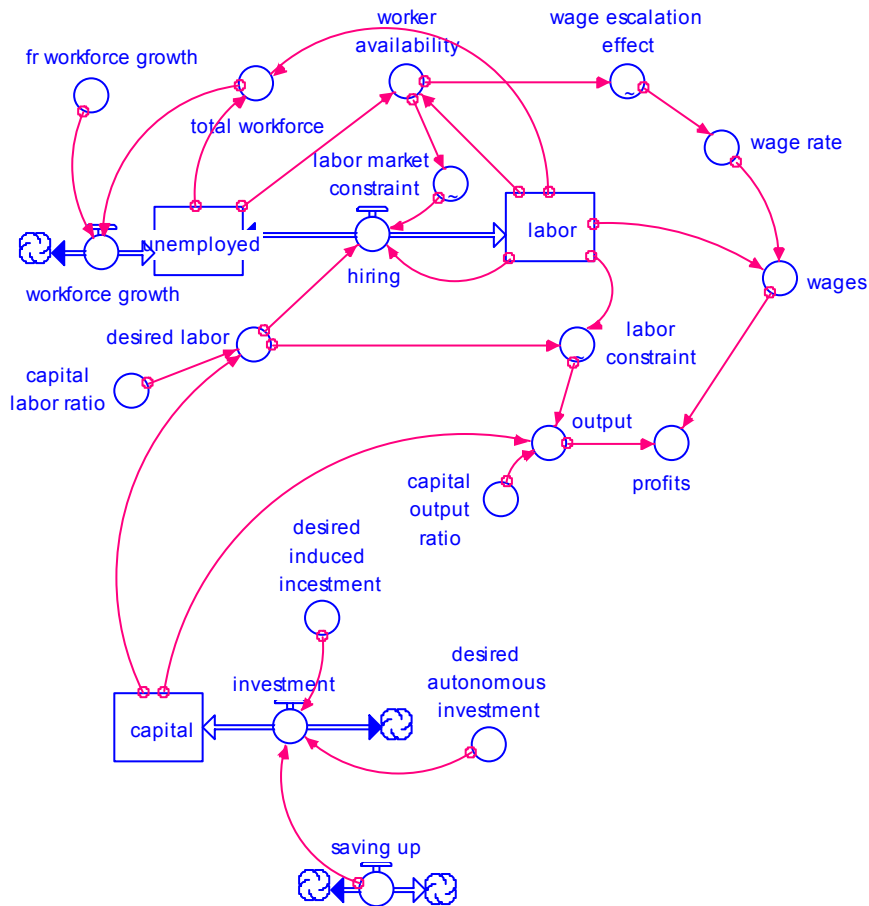 worker
availability
wage escalation
effect
fr workforce growth
total workforce
labor market
constraint
wage rate
unemployed
labor
hiring
workforce growth
wages
desired labor
labor
constraint
capital
labor ratio
output
capital
output
ratio
profits
desired
induced
incestment
desired
autonomous
investment
investment
capital
saving up